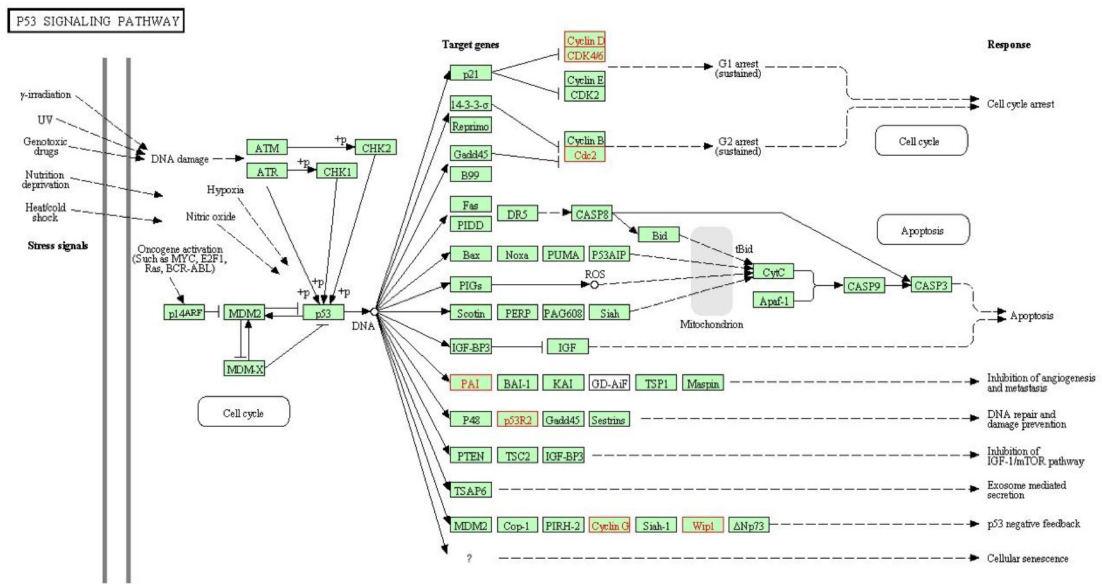 P53 SIGNALING PATHWAY
Target genes
Response
Cyclin D
CDK4/6
p21
G1 arrest
(sustained)
Cyclin E
CDK2
γ-irradiation
UV
Genotoxic
drugs
Nutrition
deprivation
Heat/cold
shock
Stress signals
DNA damage
ATM
+p
CHK2
ATR
+p
CHK1
Hypoxia
Nitric oxide
Oncogene activation
(Such as MYC, E2F1,
Ras, BCR-ABL)
+p
+p
+p
p14ARF
MDM2
p53
DNA
MDM-X
Cell cycle
14-3-3-σ
Reprimo
Gadd45
B99
Cyclin B
Cdc2
G2 arrest
(sustained)
Cell cycle arrest
Cell cycle
Fas
PIDD
DR5
CASP8
Bid
tBid
Apoptosis
Bax
Noxa
PUMA
P53AIP
CytC
PIGs
ROS
Apaf-1
CASP9
CASP3
Scotin
PERP
PAG608
Siah
Mitochondrion
Apoptosis
IGF-BP3
IGF
PAI
BAI-1
KAI
GD-AiF
TSP1
Maspin
Inhibition of angiogenesis
and metastasis
P48
p53R2
Gadd45
Sestrins
DNA repair and
damage prevention
PTEN
TSC2
IGF-BP3
Inhibition of
IGF-1/mTOR pathway
TSAP6
Exosome mediated
secretion
MDM2
Cop-1
PIRH-2
Cyclin G
Siah-1
Wip1
ΔNp73
p53 negative feedback
?
Cellular senescence